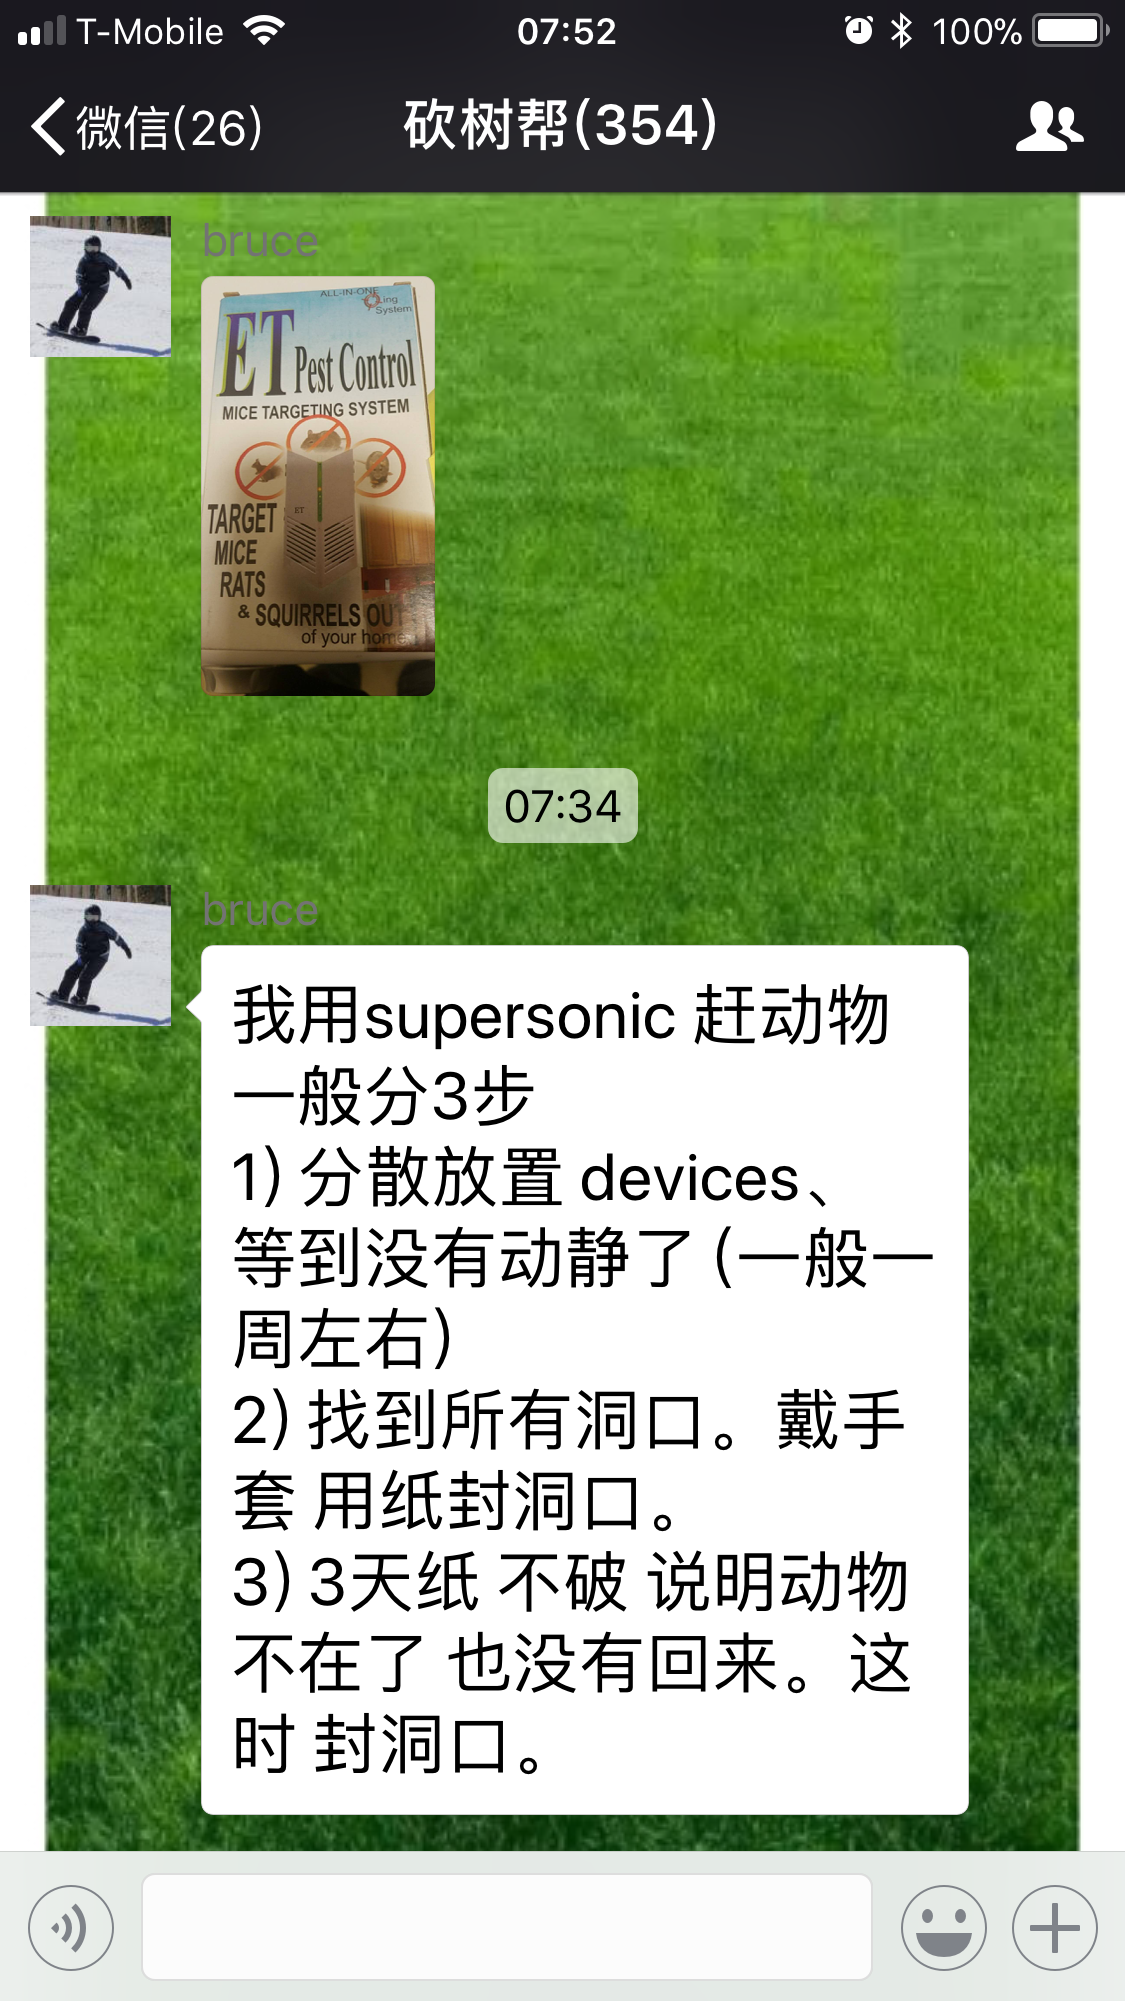 T-Mobile 07:52 100%
微信(26) 砍树帮(354)
bruce
ALL-IN-ONE
ing
System
ET Pest Control
MICE TARGETING SYSTEM
ET
TARGET
MICE
RATS
& SQUIRRELS OUT
of your home
07:34
bruce
我用supersonic 赶动物
一般分3步
1) 分散放置 devices、
等到没有动静了 (一般一
周左右)
2) 找到所有洞口。戴手
套 用纸封洞口。
3) 3天纸 不破 说明动物
不在了 也没有回来。这
时 封洞口。